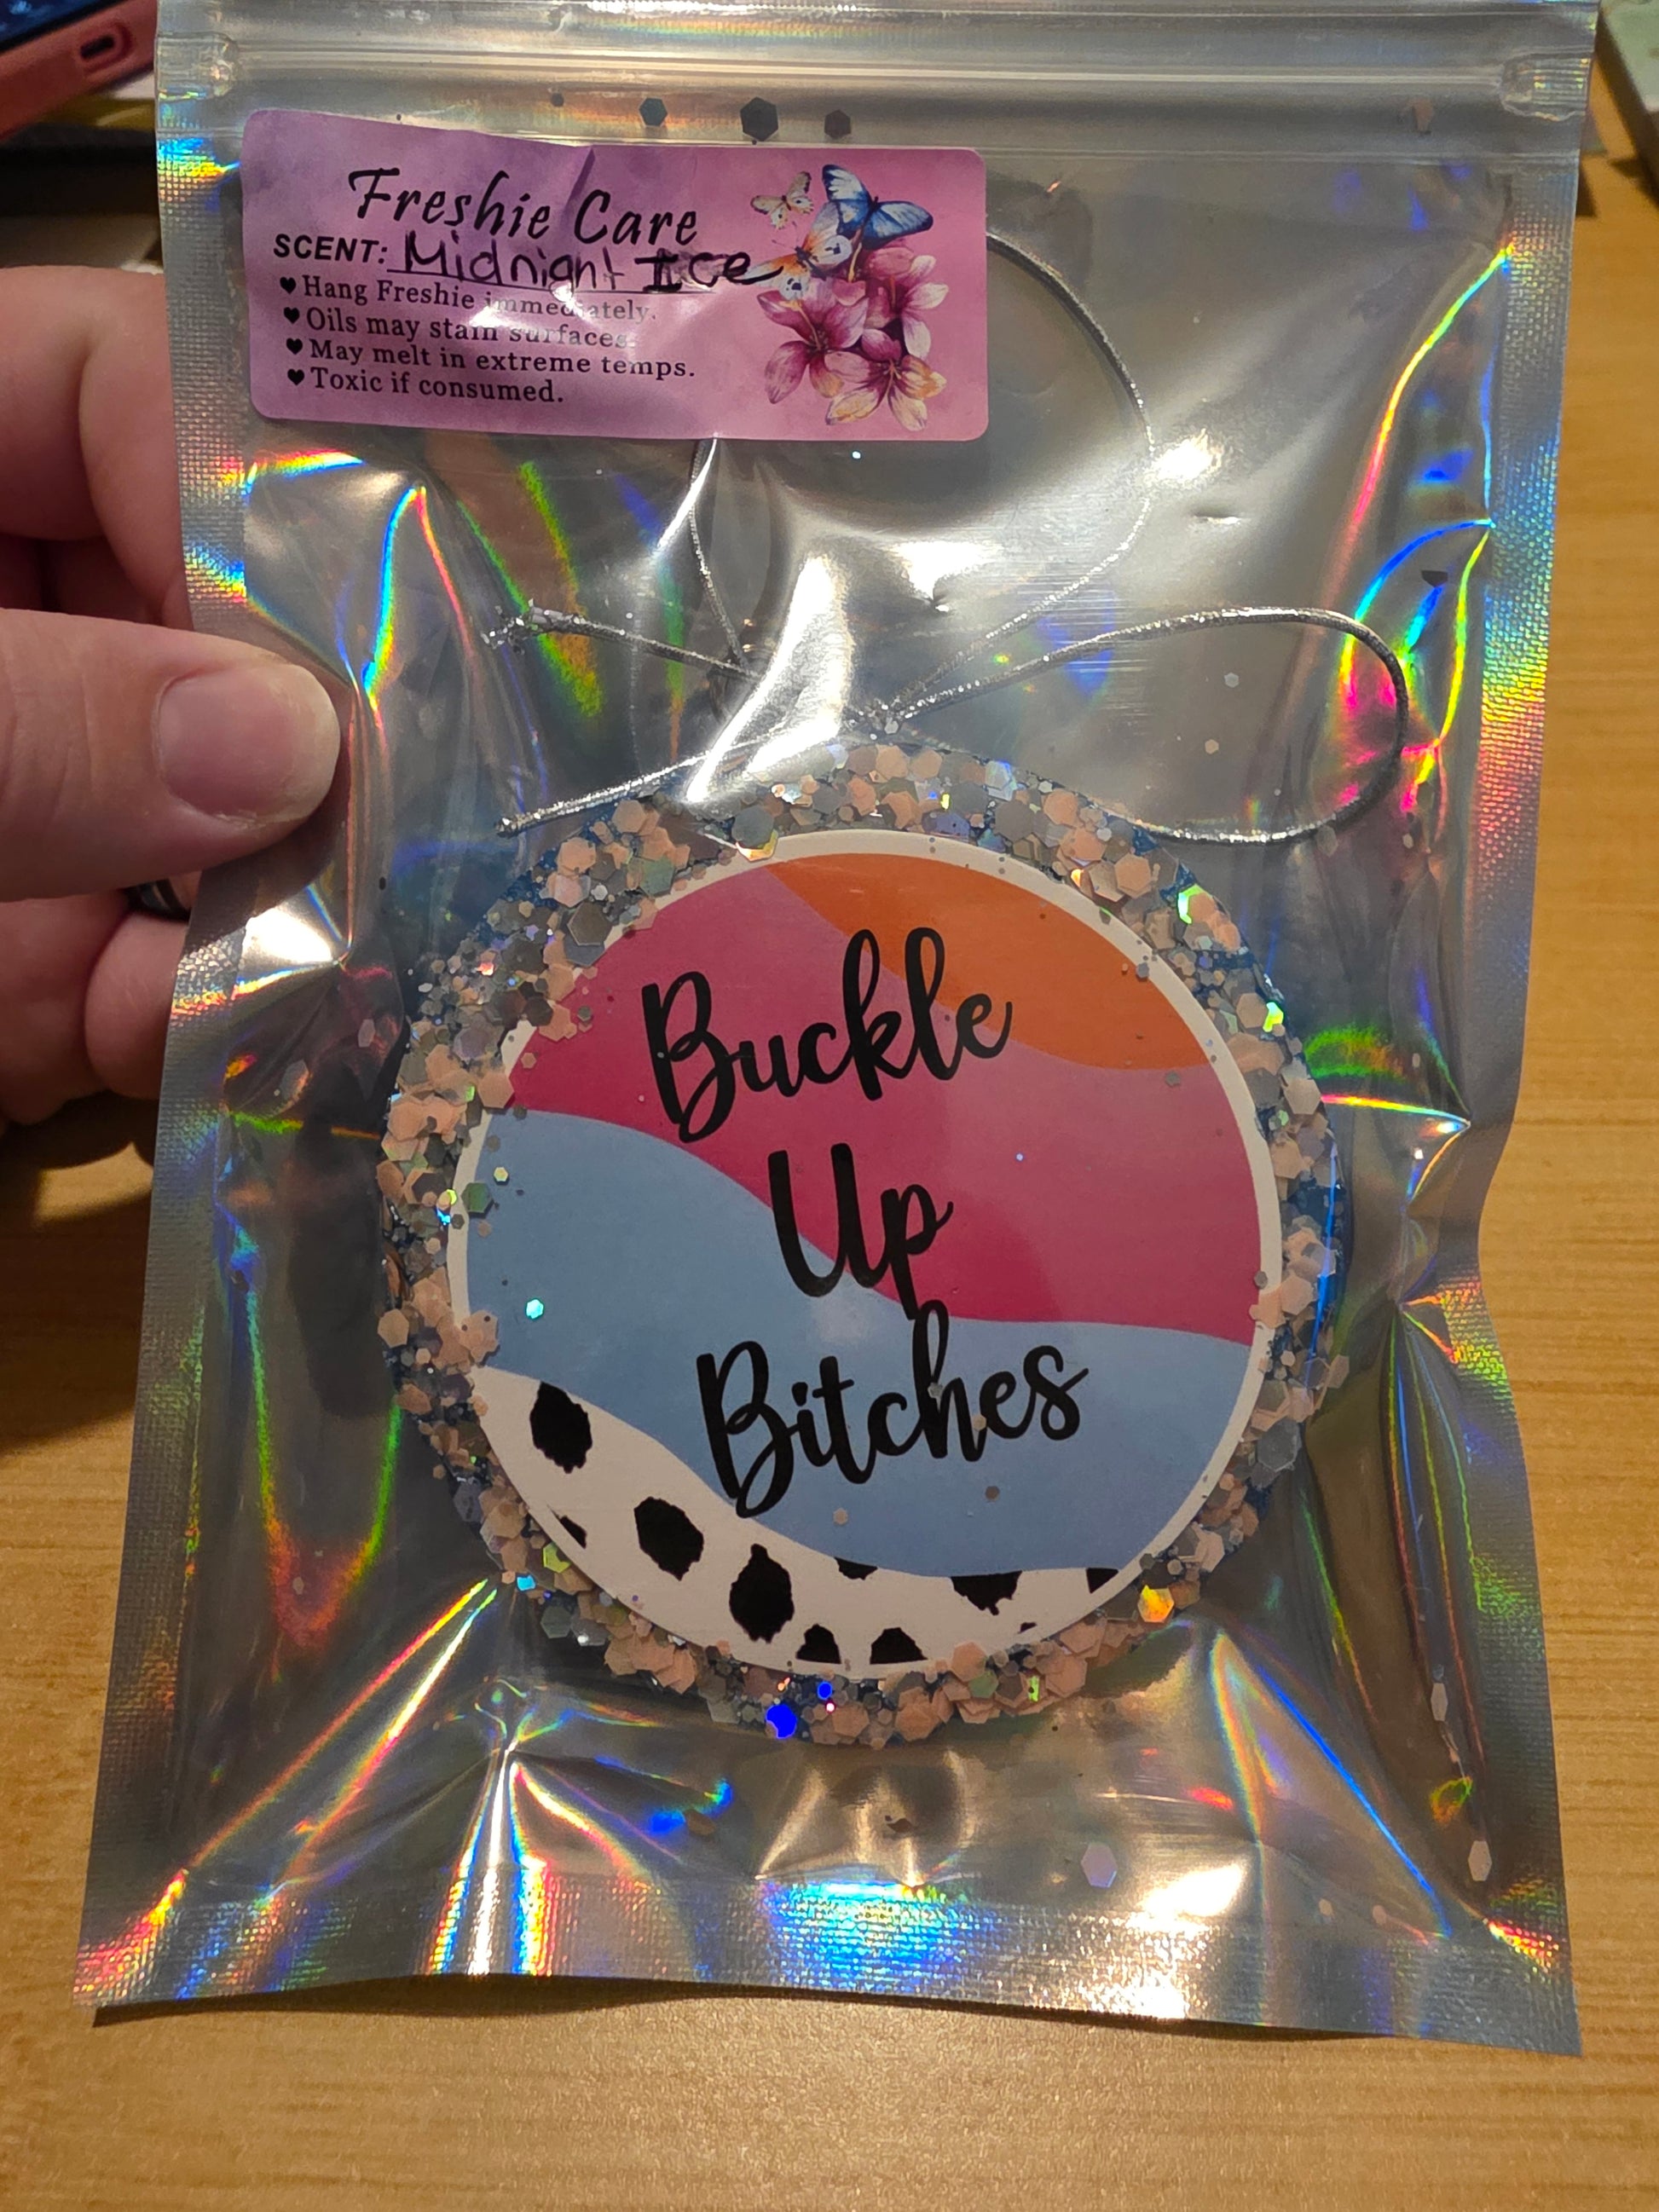 Freshie Care
SCENT: Midnight Ice
♥ Hang Freshie immediately.
♥ Oils may stain surfaces.
♥ May melt in extreme temps.
♥ Toxic if consumed.
Buckle
Up
Bitches